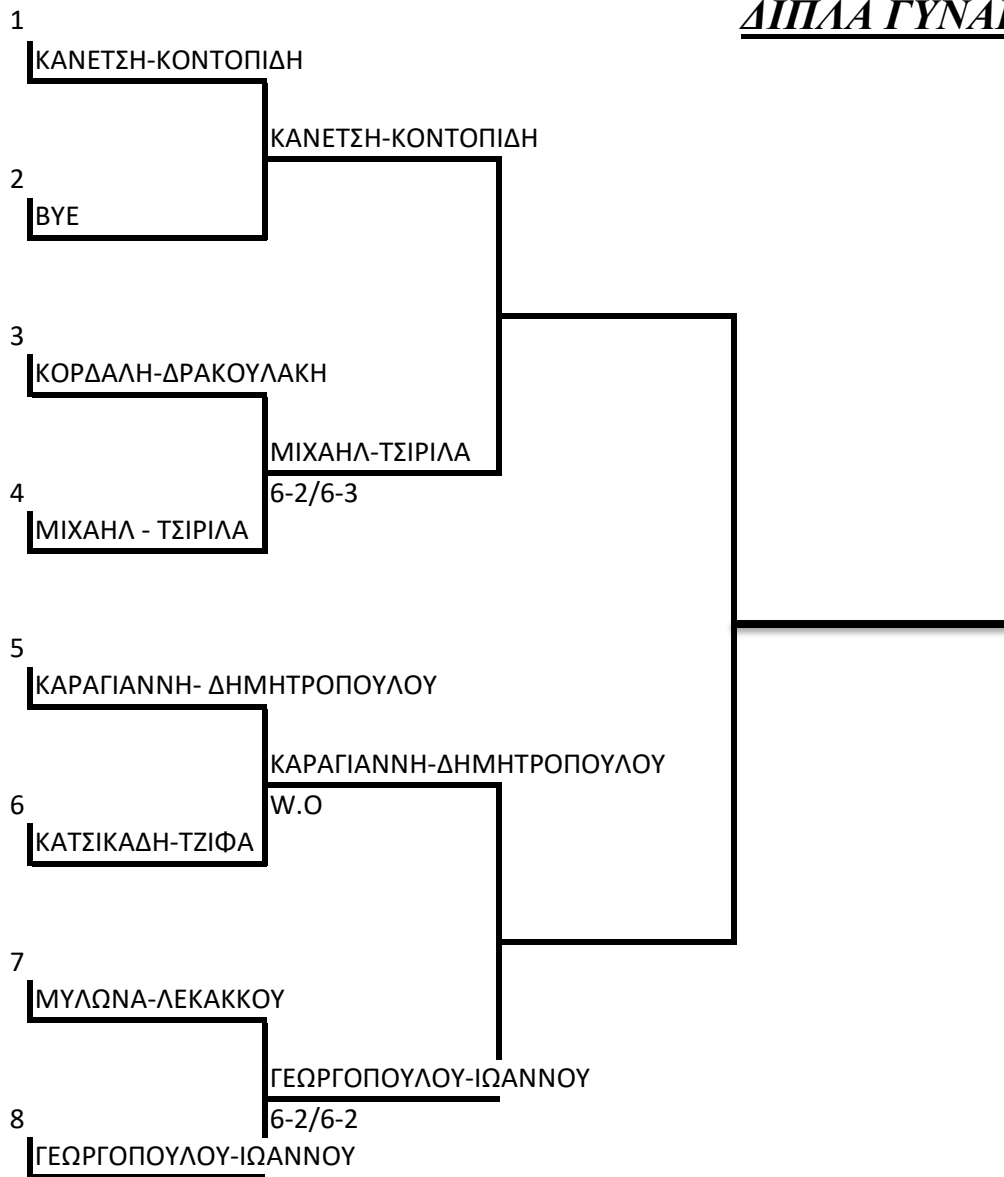 1
ΔΙΠΛΑ
ΚΑΝΕΤΣΗ-ΚΟΝΤΟΠΙΔΗ
ΚΑΝΕΤΣΗ-ΚΟΝΤΟΠΙΔΗ
2
BYE
3
ΚΟΡΔΑΛΗ-ΔΡΑΚΟΥΛΑΚΗ
ΜΙΧΑΗΛ-ΤΣΙΡΙΛΑ
6-2/6-3
4
ΜΙΧΑΗΛ - ΤΣΙΡΙΛΑ
5
ΚΑΡΑΓΙΑΝΝΗ- ΔΗΜΗΤΡΟΠΟΥΛΟΥ
ΚΑΡΑΓΙΑΝΝΗ-ΔΗΜΗΤΡΟΠΟΥΛΟΥ
W.O
6
ΚΑΤΣΙΚΑΔΗ-ΤΖΙΦΑ
7
ΜΥΛΩΝΑ-ΛΕΚΑΚΚΟΥ
ΓΕΩΡΓΟΠΟΥΛΟΥ-ΙΩΑΝΝΟΥ
6-2/6-2
8
ΓΕΩΡΓΟΠΟΥΛΟΥ-ΙΩΑΝΝΟΥ